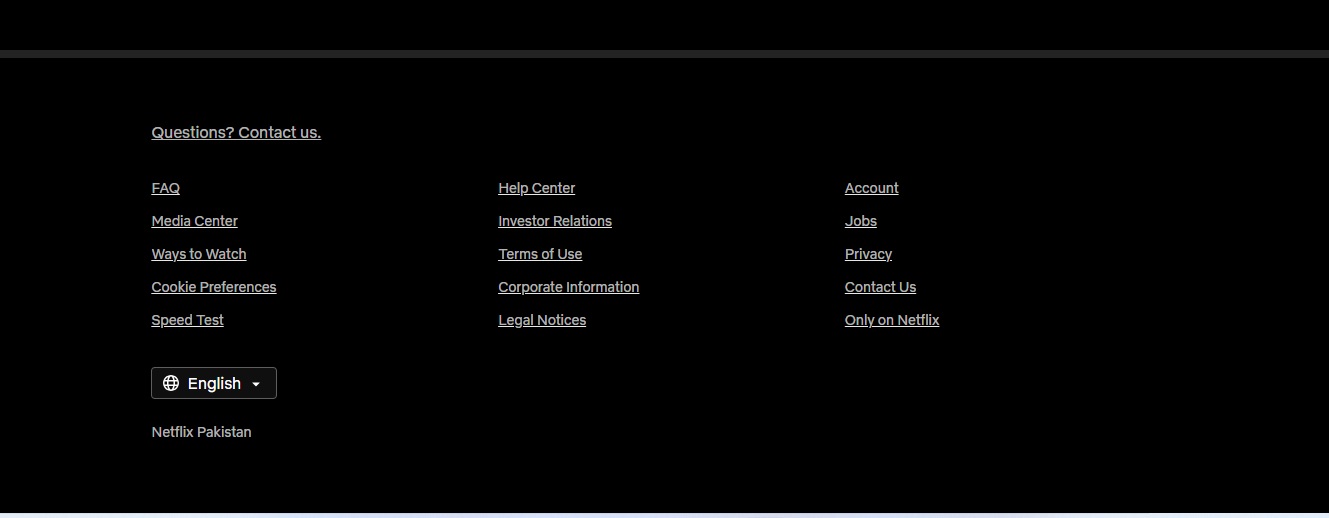 Questions? Contact us.
FAQ
Help Center
Account
Media Center
Investor Relations
Jobs
Ways to Watch
Terms of Use
Privacy
Cookie Preferences
Corporate Information
Contact Us
Speed Test
Legal Notices
Only on Netflix
English
Netflix Pakistan